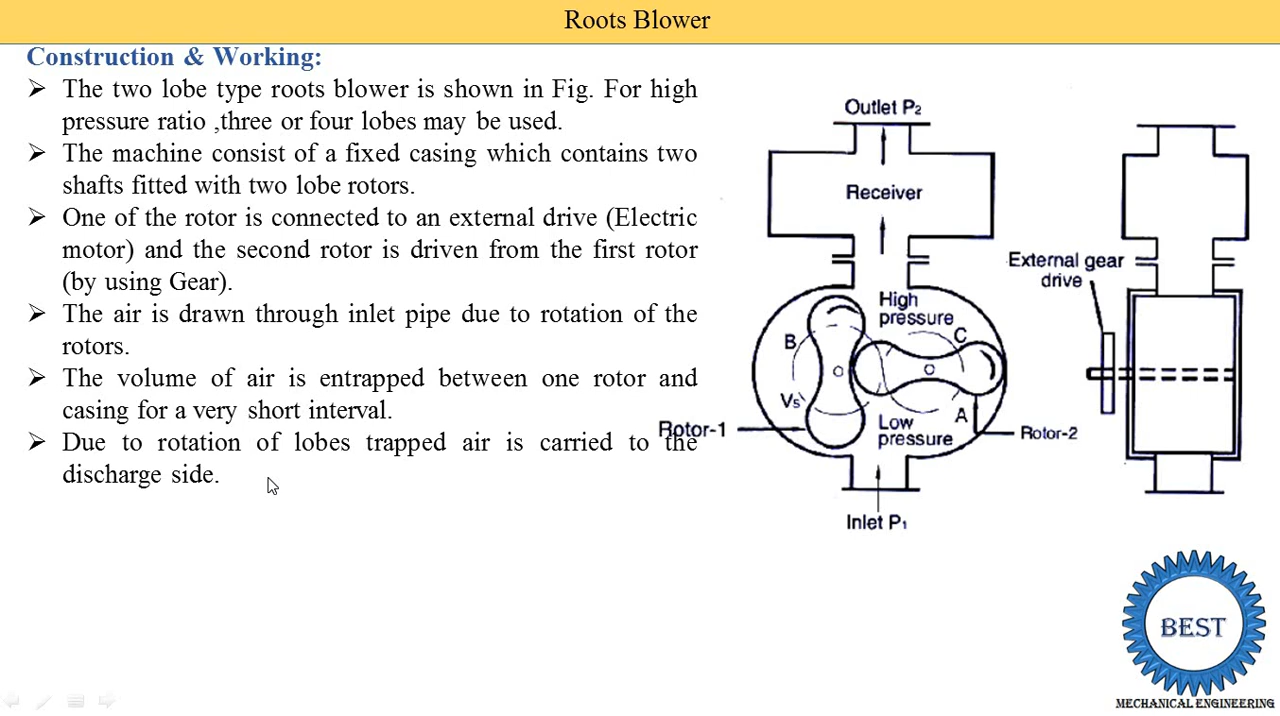 Roots Blower
Construction & Working:
The two lobe type roots blower is shown in Fig. For high
pressure ratio ,three or four lobes may be used.
The machine consist of a fixed casing which contains two
shafts fitted with two lobe rotors.
One of the rotor is connected to an external drive (Electric
motor) and the second rotor is driven from the first rotor
(by using Gear).
The air is drawn through inlet pipe due to rotation of the
rotors.
The volume of air is entrapped between one rotor and
casing for a very short interval.
Due to rotation of lobes trapped air is carried to the
discharge side.
Outlet P2
Receiver
External gear
drive
High
pressure
B
C
Vs
A
Low
pressure
Rotor-1
Rotor-2
Inlet P1
BEST
MECHANICAL ENGINEERING